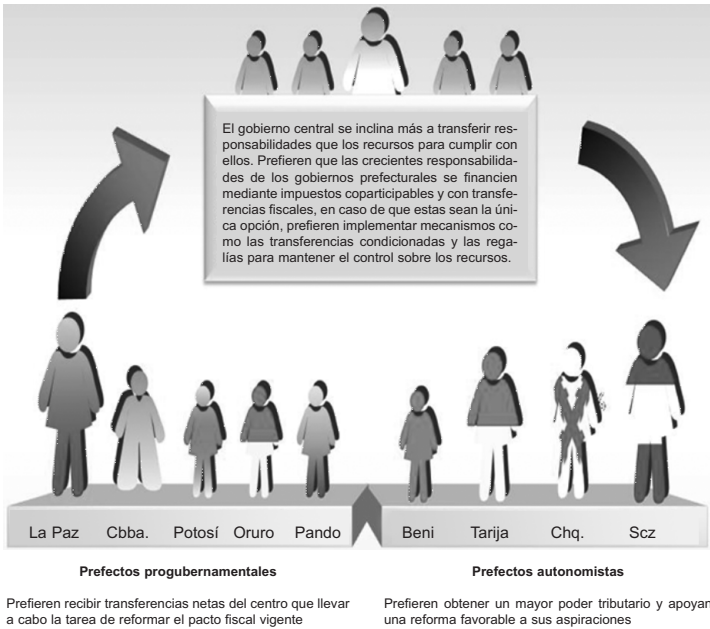 El gobierno central se inclina más a transferir res-
ponsabilidades que los recursos para cumplir con
ellos. Prefieren que las crecientes responsabilida-
des de los gobiernos prefecturales se financien
mediante impuestos coparticipables y con transfe-
rencias fiscales, en caso de que estas sean la úni-
ca opción, prefieren implementar mecanismos co-
mo las transferencias condicionadas y las rega-
lías para mantener el control sobre los recursos.
La Paz Cbba. Potosí Oruro Pando Beni Tarija Chq. Scz
Prefectos progubernamentales
Prefieren recibir transferencias netas del centro que llevar
a cabo la tarea de reformar el pacto fiscal vigente
Prefectos autonomistas
Prefieren obtener un mayor poder tributario y apoyan
una reforma favorable a sus aspiraciones